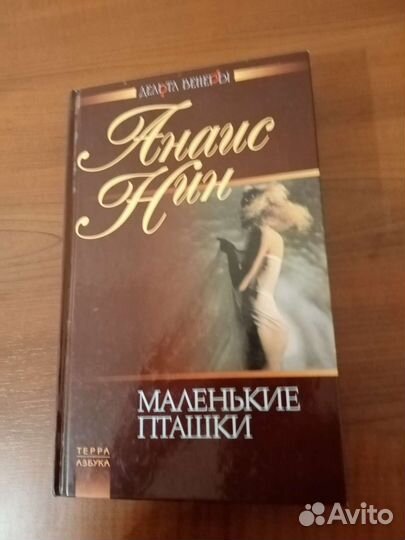 ДЕЛЬТА ВЕНЕРЫ
Анаис
Нин
МАЛЕНЬКИЕ
ПТАШКИ
ТЕРРА
АЗБУКА
Avito